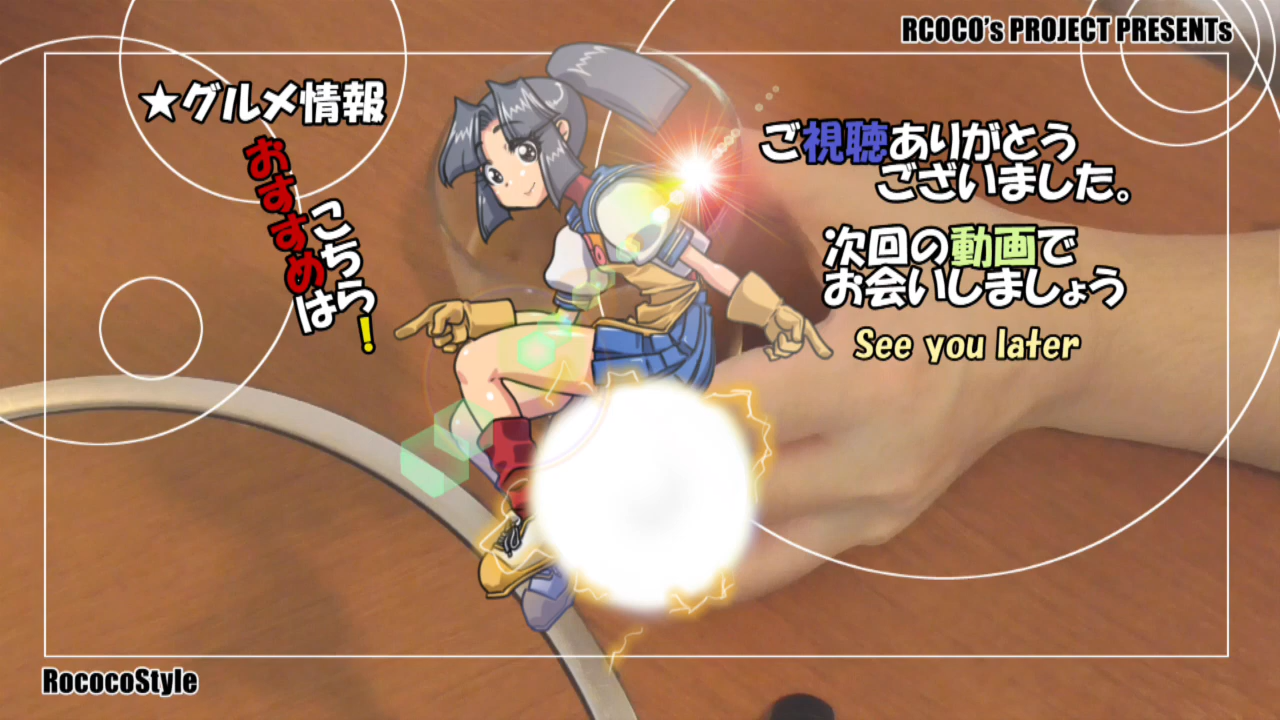 RCOCO's PROJECT PRESENTs
★グルメ情報
おすすめは
こちら!
ご視聴ありがとう
ございました。
次回の動画で
お会いしましょう
See you later
RococoStyle